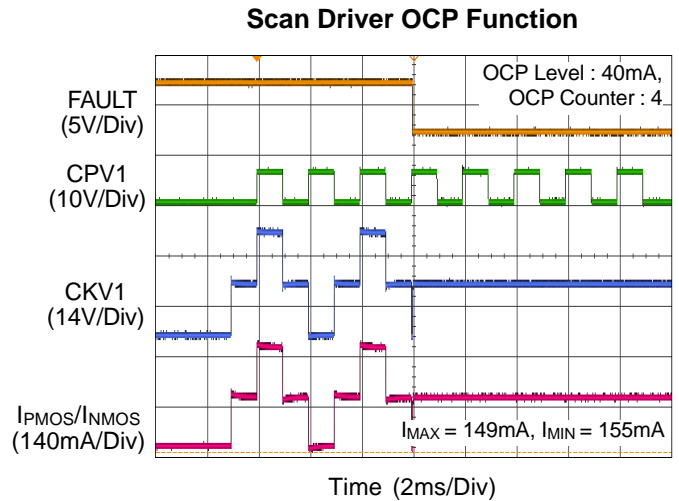 Scan Driver OCP Function
OCP Level : 40mA,
OCP Counter : 4
FAULT
(5V/Div)
CPV1
(10V/Div)
CKV1
(14V/Div)
IPMOS/INMOS
(140mA/Div)
IMAX = 149mA, IMIN = 155mA
Time (2ms/Div)